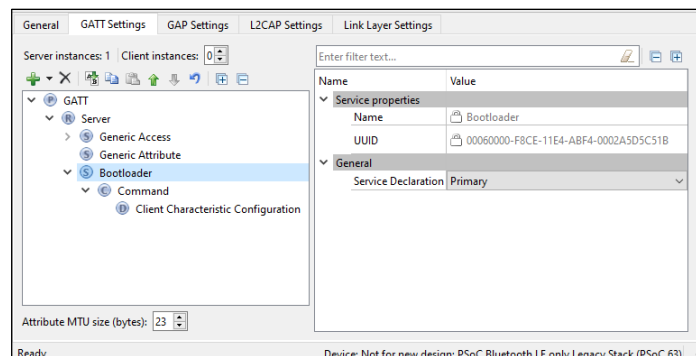 General GATT Settings GAP Settings L2CAP Settings Link Layer Settings
Server instances: 1 Client instances: 0
Enter filter text...
Name Value
GATT
Server
Generic Access
Generic Attribute
Bootloader
Command
Client Characteristic Configuration
Service properties
Name Bootloader
UUID 00060000-F8CE-11E4-ABF4-0002A5D5C51B
General
Service Declaration Primary
Attribute MTU size (bytes): 23
Ready Device: Not for new design: PSoC Bluetooth LE only Legacy Stack (PSoC 63)